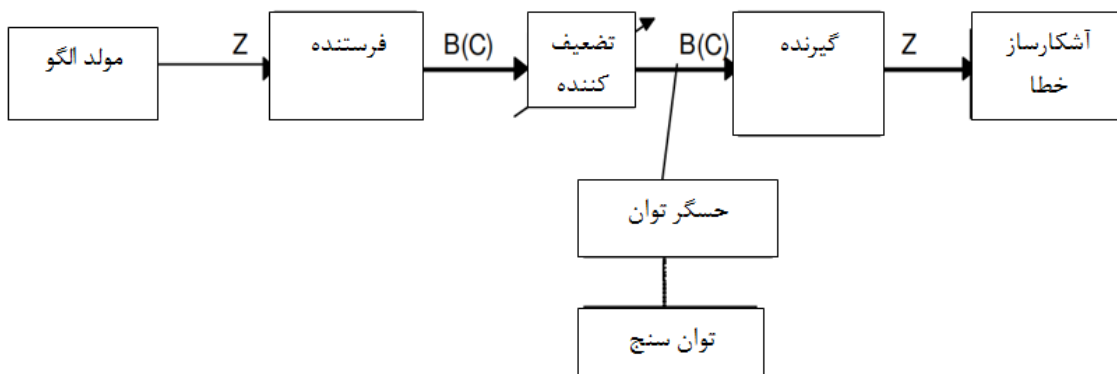 مولد الگو
Z
فرستنده
B(C)
تضعیف
کننده
B(C)
گیرنده
Z
آشکارساز
خطا
حسگر توان
توان سنج